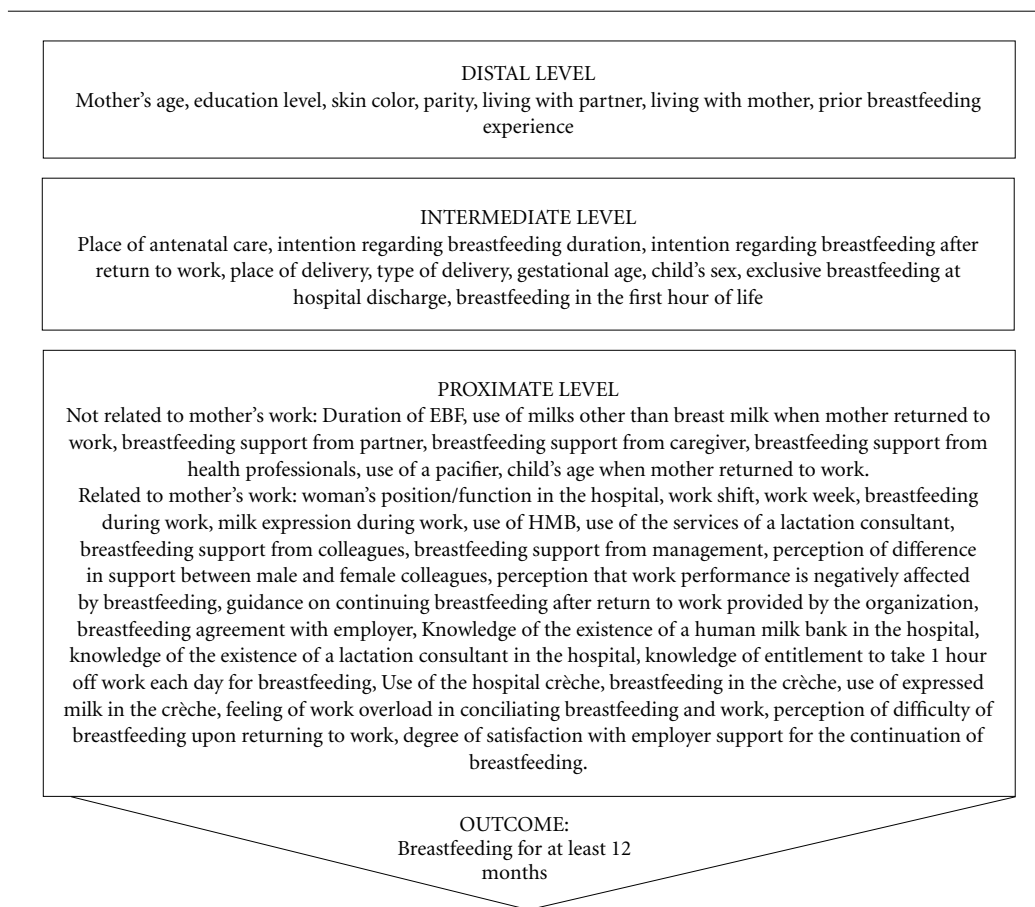 DISTAL LEVEL
Mother's age, education level, skin color, parity, living with partner, living with mother, prior breastfeeding
experience
INTERMEDIATE LEVEL
Place of antenatal care, intention regarding breastfeeding duration, intention regarding breastfeeding after
return to work, place of delivery, type of delivery, gestational age, child's sex, exclusive breastfeeding at
hospital discharge, breastfeeding in the first hour of life
PROXIMATE LEVEL
Not related to mother's work: Duration of EBF, use of milks other than breast milk when mother returned to
work, breastfeeding support from partner, breastfeeding support from caregiver, breastfeeding support from
health professionals, use of a pacifier, child's age when mother returned to work.
Related to mother's work: woman's position/function in the hospital, work shift, work week, breastfeeding
during work, milk expression during work, use of HMB, use of the services of a lactation consultant,
breastfeeding support from colleagues, breastfeeding support from management, perception of difference
in support between male and female colleagues, perception that work performance is negatively affected
by breastfeeding, guidance on continuing breastfeeding after return to work provided by the organization,
breastfeeding agreement with employer, Knowledge of the existence of a human milk bank in the hospital,
knowledge of the existence of a lactation consultant in the hospital, knowledge of entitlement to take 1 hour
off work each day for breastfeeding, Use of the hospital crèche, breastfeeding in the crèche, use of expressed
milk in the crèche, feeling of work overload in conciliating breastfeeding and work, perception of difficulty of
breastfeeding upon returning to work, degree of satisfaction with employer support for the continuation of
breastfeeding.
OUTCOME:
Breastfeeding for at least 12
months